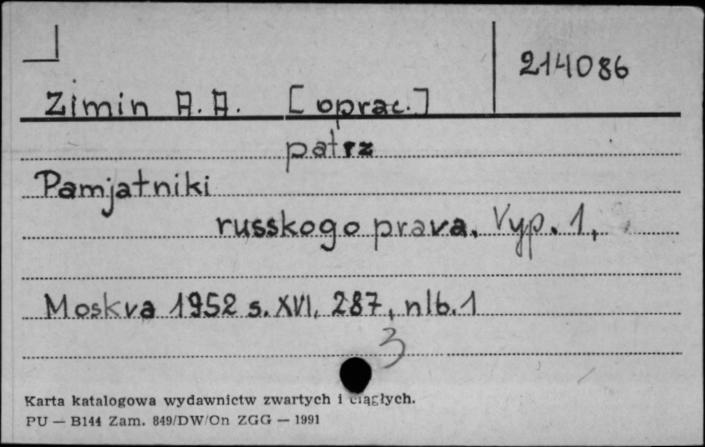 214086
Zimin A. A. [oprac.]
patrz
Pamjatniki
russkogo prava. Vyp. 1,
Moskva 1952 s. XVI, 287, nlb. 1
3
Karta katalogowa wydawnictw zwartych i ciągłych.
PU — B144 Zam. 849/DW/On ZGG — 1991